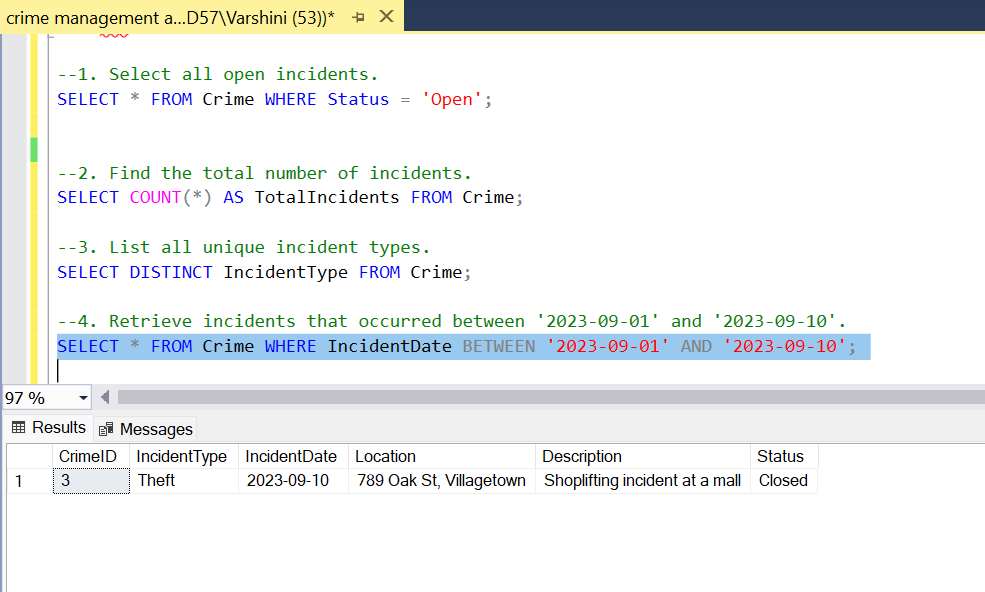 crime management a...D57\Varshini (53))*
--1. Select all open incidents.
SELECT * FROM Crime WHERE Status = 'Open';
--2. Find the total number of incidents.
SELECT COUNT(*) AS TotalIncidents FROM Crime;
--3. List all unique incident types.
SELECT DISTINCT IncidentType FROM Crime;
--4. Retrieve incidents that occurred between '2023-09-01' and '2023-09-10'.
SELECT * FROM Crime WHERE IncidentDate BETWEEN '2023-09-01' AND '2023-09-10';
97 %
Results Messages
CrimeID IncidentType IncidentDate Location Description Status
1 3 Theft 2023-09-10 789 Oak St, Villagetown Shoplifting incident at a mall Closed